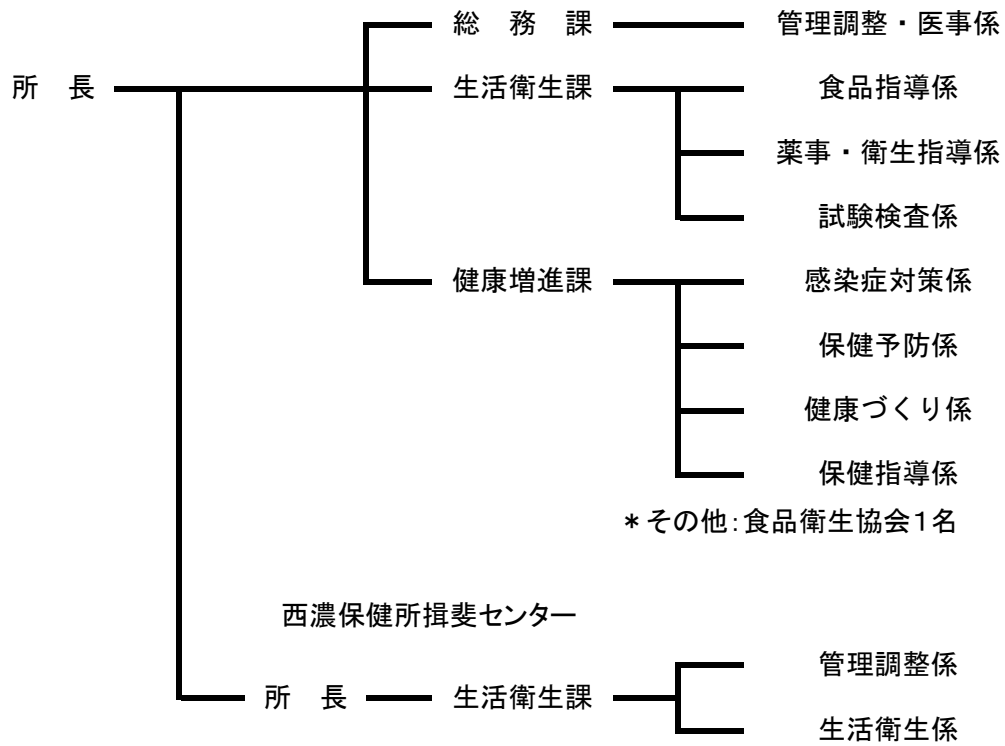 総　務　課　管理調整・医事係
所　長　生活衛生課　食品指導係
薬事・衛生指導係
試験検査係
健康増進課　感染症対策係
保健予防係
健康づくり係
保健指導係
＊その他：食品衛生協会１名
西濃保健所揖斐センター
管理調整係
所　長　生活衛生課
生活衛生係